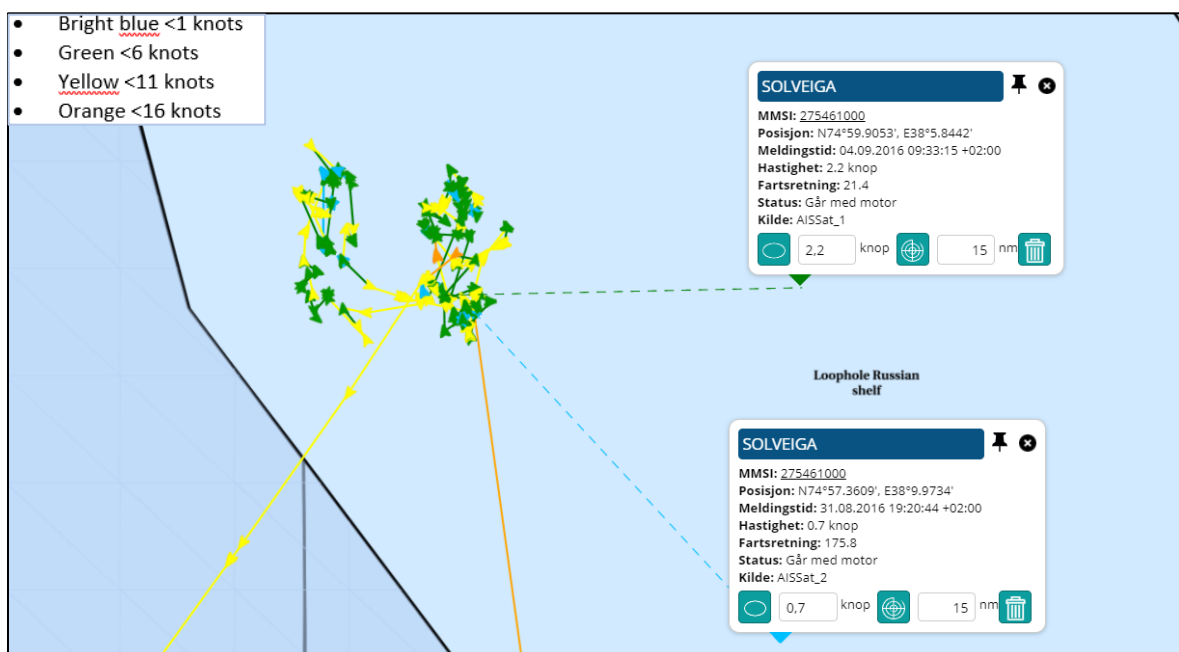 Bright blue <1 knots
Green <6 knots
Yellow <11 knots
Orange <16 knots
SOLVEIGA
MMSI: 275461000
Posisjon: N74°59.9053', E38°5.8442'
Meldingstid: 04.09.2016 09:33:15 +02:00
Hastighet: 2.2 knop
Fartsretning: 21.4
Status: Går med motor
Kilde: AISSat_1
2,2 knop 15 nm
Loophole Russian
shelf
SOLVEIGA
MMSI: 275461000
Posisjon: N74°57.3609', E38°9.9734'
Meldingstid: 31.08.2016 19:20:44 +02:00
Hastighet: 0.7 knop
Fartsretning: 175.8
Status: Går med motor
Kilde: AISSat_2
0,7 knop 15 nm